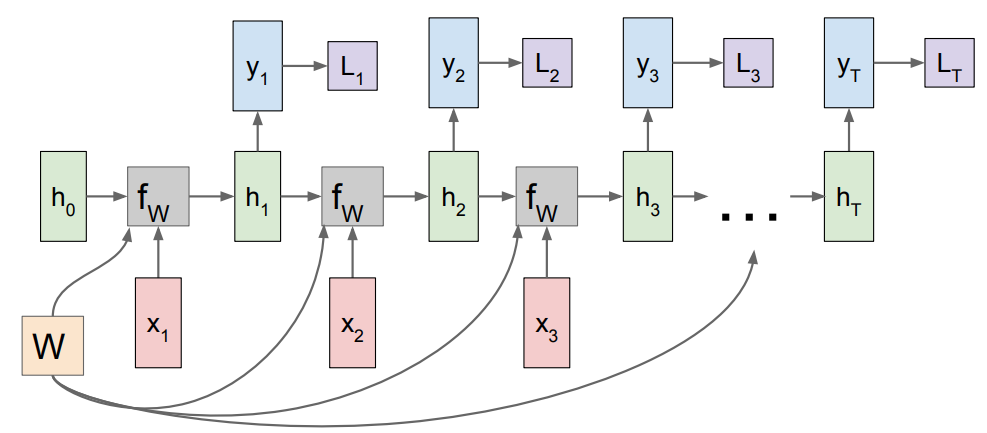 y1 L1 y2 L2 y3 L3 yT LT
h0 fW h1 fW h2 fW h3 ... hT
x1 x2 x3
W